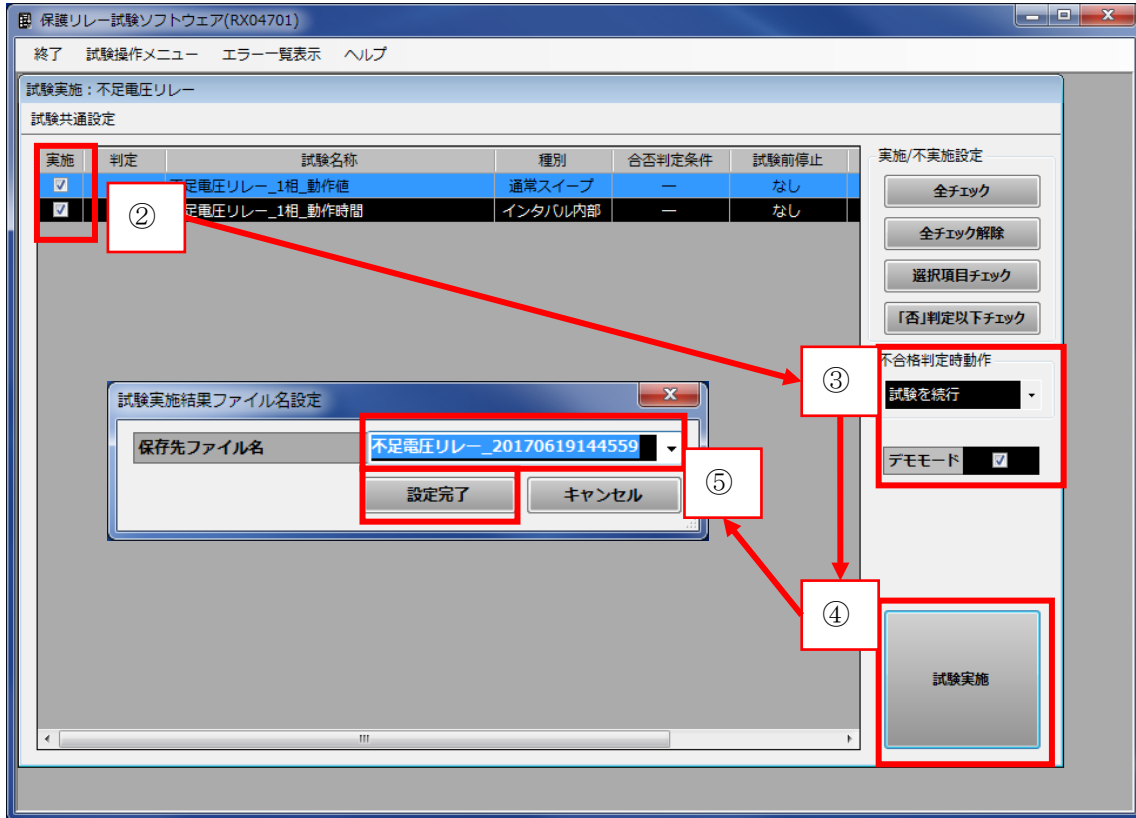 保護リレー試験ソフトウェア(RX04701)
終了 試験操作メニュー エラー一覧表示 ヘルプ
試験実施：不足電圧リレー
試験共通設定
実施 判定 試験名称 種別 合否判定条件 試験前停止
不足電圧リレー_1相_動作値 通常スイープ ― なし
足電圧リレー_1相_動作時間 インタバル内部 ― なし
②
実施/不実施設定
全チェック
全チェック解除
選択項目チェック
「否」判定以下チェック
③
不合格判定時動作
試験を続行
デモモード
試験実施結果ファイル名設定
保存先ファイル名 不足電圧リレー_20170619144559
設定完了 キャンセル
⑤
④
試験実施